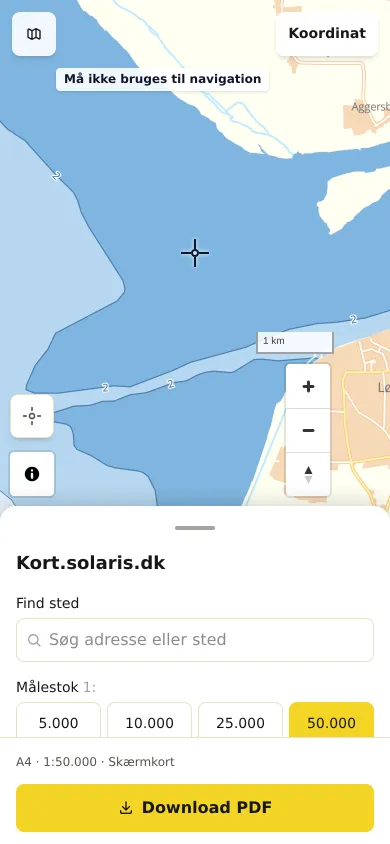 Koordinat
Må ikke bruges til navigation
Aggersb
2
2
1 km
2
2
Lø
Kort.solaris.dk
Find sted
Søg adresse eller sted
Målestok 1:
5.000 10.000 25.000 50.000
A4 · 1:50.000 · Skærmkort
Download PDF